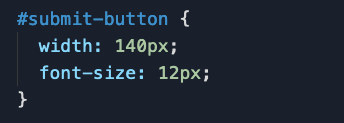 #submit-button {
  width: 140px;
  font-size: 12px;
}